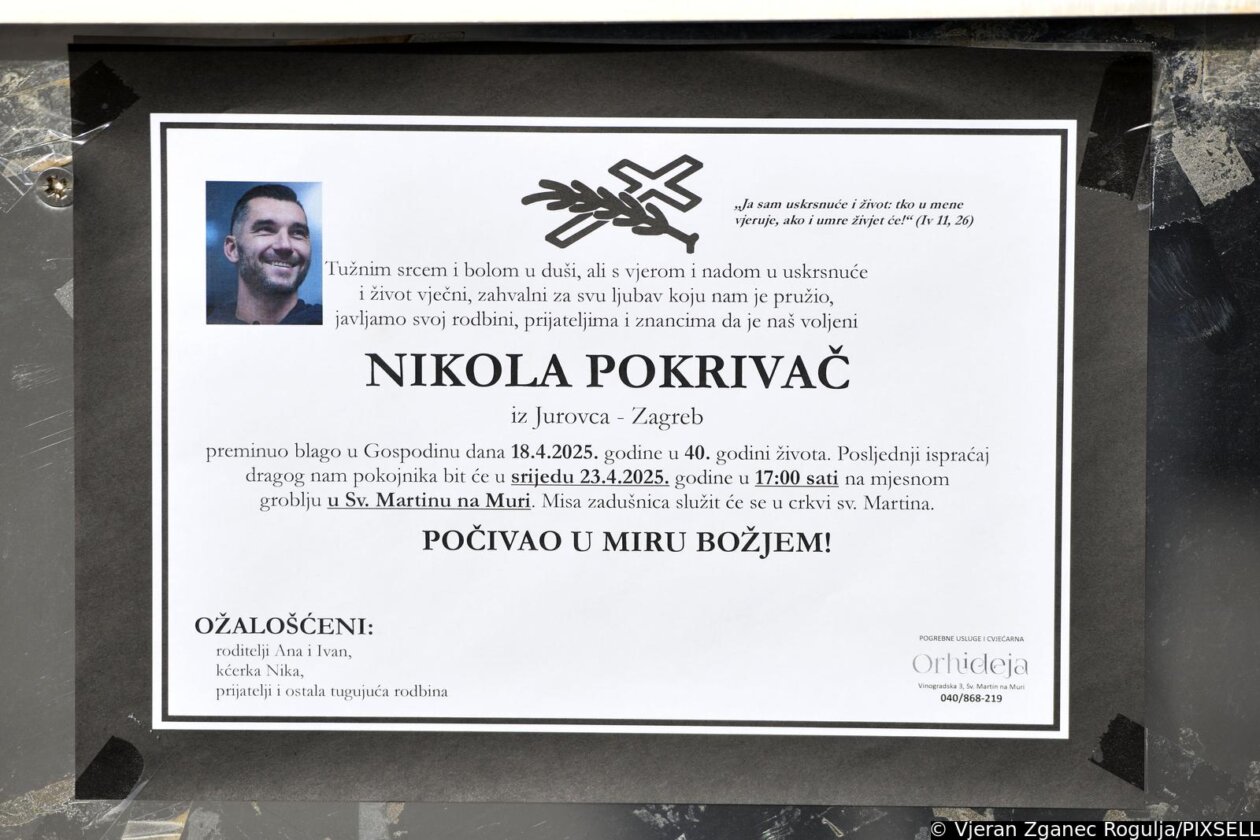 „Ja sam uskrsnuće i život: tko u mene
vjeruje, ako i umre živjet će!“ (Iv 11, 26)
Tužnim srcem i bolom u duši, ali s vjerom i nadom u uskrsnuće
i život vječni, zahvalni za svu ljubav koju nam je pružio,
javljamo svoj rodbini, prijateljima i znancima da je naš voljeni
NIKOLA POKRIVAČ
iz Jurovca - Zagreb
preminuo blago u Gospodinu dana 18.4.2025. godine u 40. godini života. Posljednji ispraćaj
dragog nam pokojnika bit će u srijedu 23.4.2025. godine u 17:00 sati na mjesnom
groblju u Sv. Martinu na Muri. Misa zadušnica služit će se u crkvi sv. Martina.
POČIVAO U MIRU BOŽJEM!
OŽALOŠĆENI:
roditelji Ana i Ivan,
kćerka Nika,
prijatelji i ostala tugujuća rodbina
POGREBNE USLUGE I CVJEĆARNA
Orhideja
Vinogradska 3, Sv. Martin na Muri
040/868-219
© Vjeran Zganec Rogulja/PIXSELL